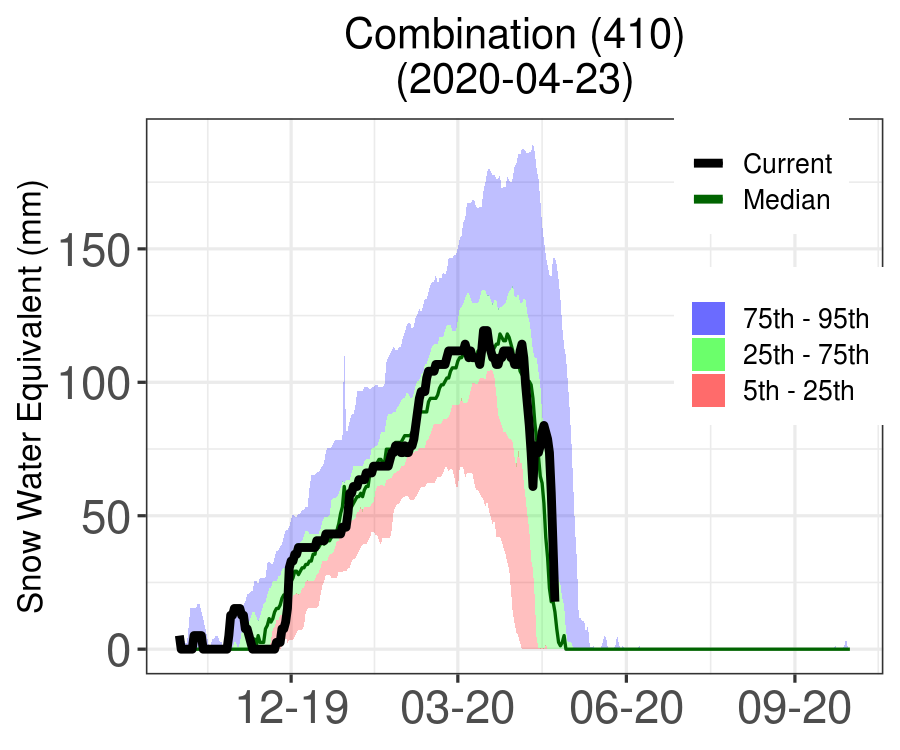 Combination (410)
(2020-04-23)
Snow Water Equivalent (mm)
150
100
50
0
12-19
03-20
06-20
09-20
Current
Median
75th - 95th
25th - 75th
5th - 25th